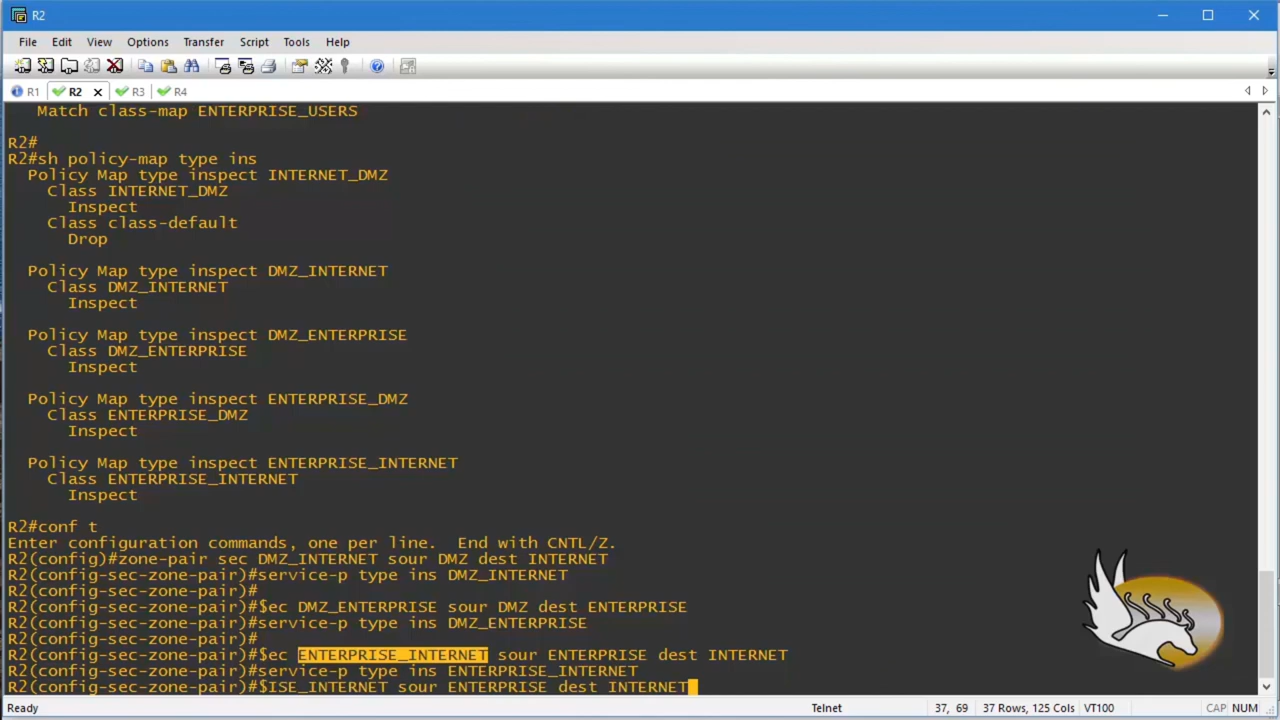 R2
File Edit View Options Transfer Script Tools Help
R1 R2 R3 R4
Match class-map ENTERPRISE_USERS
R2#
R2#sh policy-map type ins
Policy Map type inspect INTERNET_DMZ
Class INTERNET_DMZ
Inspect
Class class-default
Drop
Policy Map type inspect DMZ_INTERNET
Class DMZ_INTERNET
Inspect
Policy Map type inspect DMZ_ENTERPRISE
Class DMZ_ENTERPRISE
Inspect
Policy Map type inspect ENTERPRISE_DMZ
Class ENTERPRISE_DMZ
Inspect
Policy Map type inspect ENTERPRISE_INTERNET
Class ENTERPRISE_INTERNET
Inspect
R2#conf t
Enter configuration commands, one per line.  End with CNTL/Z.
R2(config)#zone-pair sec DMZ_INTERNET sour DMZ dest INTERNET
R2(config-sec-zone-pair)#service-p type ins DMZ_INTERNET
R2(config-sec-zone-pair)#
R2(config-sec-zone-pair)#$ec DMZ_ENTERPRISE sour DMZ dest ENTERPRISE
R2(config-sec-zone-pair)#service-p type ins DMZ_ENTERPRISE
R2(config-sec-zone-pair)#
R2(config-sec-zone-pair)#$ec ENTERPRISE_INTERNET sour ENTERPRISE dest INTERNET
R2(config-sec-zone-pair)#service-p type ins ENTERPRISE_INTERNET
R2(config-sec-zone-pair)#$ISE_INTERNET sour ENTERPRISE dest INTERNET
Ready Telnet 37, 69 37 Rows, 125 Cols VT100 CAP NUM